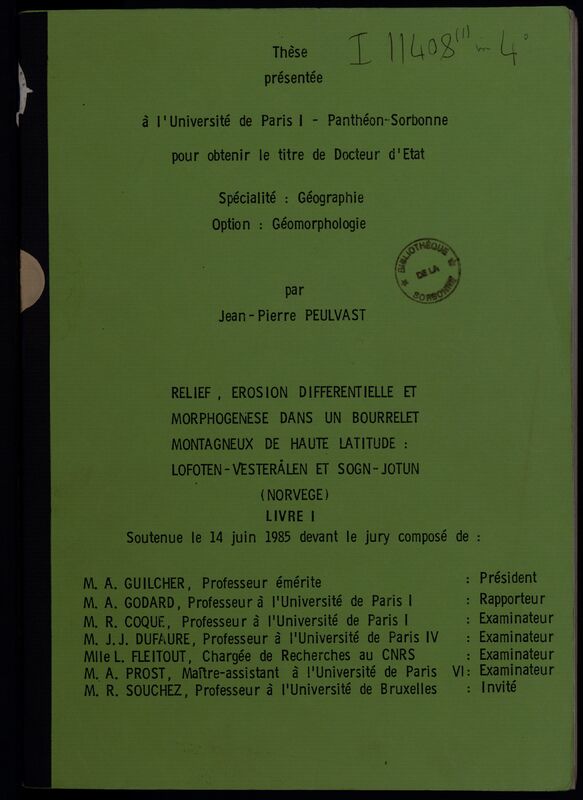 I 11408 (1) in 4°
Thèse
présentée
à l'Université de Paris I - Panthéon-Sorbonne
pour obtenir le titre de Docteur d'Etat
Spécialité : Géographie
Option : Géomorphologie
BIBLIOTHÈQUE
DE LA
SORBONNE
par
Jean-Pierre PEULVAST
RELIEF, EROSION DIFFERENTIELLE ET
MORPHOGENESE DANS UN BOURRELET
MONTAGNEUX DE HAUTE LATITUDE :
LOFOTEN-VESTERÅLEN ET SOGN-JOTUN
(NORVEGE)
LIVRE I
Soutenue le 14 juin 1985 devant le jury composé de :
M. A. GUILCHER, Professeur émérite : Président
M. A. GODARD, Professeur à l'Université de Paris I : Rapporteur
M. R. COQUE, Professeur à l'Université de Paris I : Examinateur
M. J.J. DUFAURE, Professeur à l'Université de Paris IV : Examinateur
Mlle L. FLEITOUT, Chargée de Recherches au CNRS : Examinateur
M. A. PROST, Maître-assistant à l'Université de Paris VI : Examinateur
M. R. SOUCHEZ, Professeur à l'Université de Bruxelles : Invité